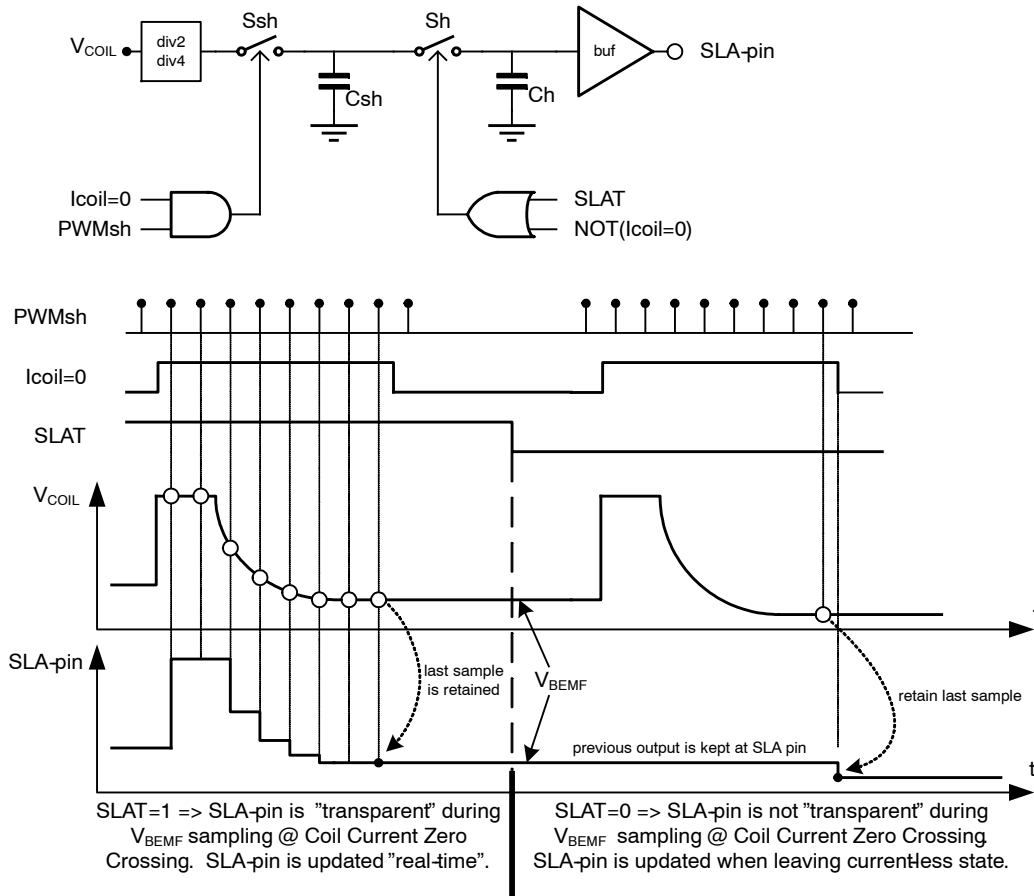 Ssh
Sh
VCOIL
div2
div4
buf
SLA-pin
Csh
Ch
Icoil=0
PWMsh
SLAT
NOT(Icoil=0)
PWMsh
Icoil=0
SLAT
VCOIL
t
SLA-pin
last sample
is retained
VBEMF
retain last sample
previous output is kept at SLA pin
t
SLAT=1 => SLA-pin is "transparent" during
VBEMF sampling @ Coil Current Zero
Crossing. SLA-pin is updated "real-time".
SLAT=0 => SLA-pin is not "transparent" during
VBEMF sampling @ Coil Current Zero Crossing.
SLA-pin is updated when leaving current-less state.